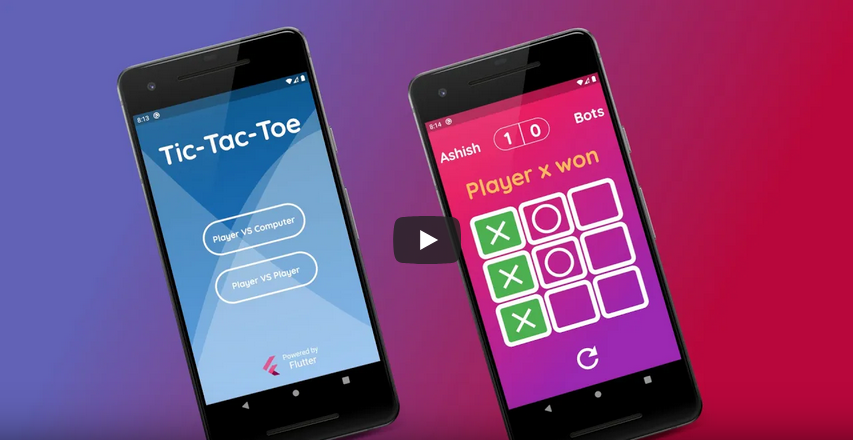 8:13
Tic-Tac-Toe
Player VS Computer
Player VS Player
Powered by
Flutter
8:14
Ashish
1 0
Bots
Player x won